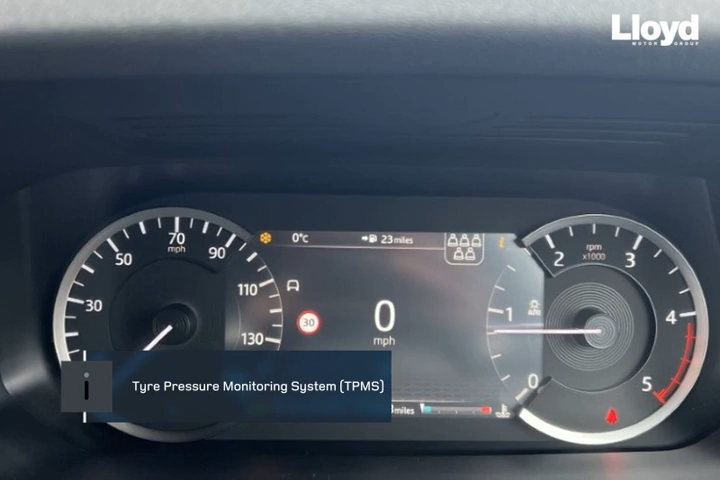 Lloyd
MOTOR GROUP
0°C
23 miles
i
30
50
70
mph
90
110
130
30
0
mph
0
1
2
3
4
5
rpm
x1000
AUTO
i
Tyre Pressure Monitoring System (TPMS)
miles